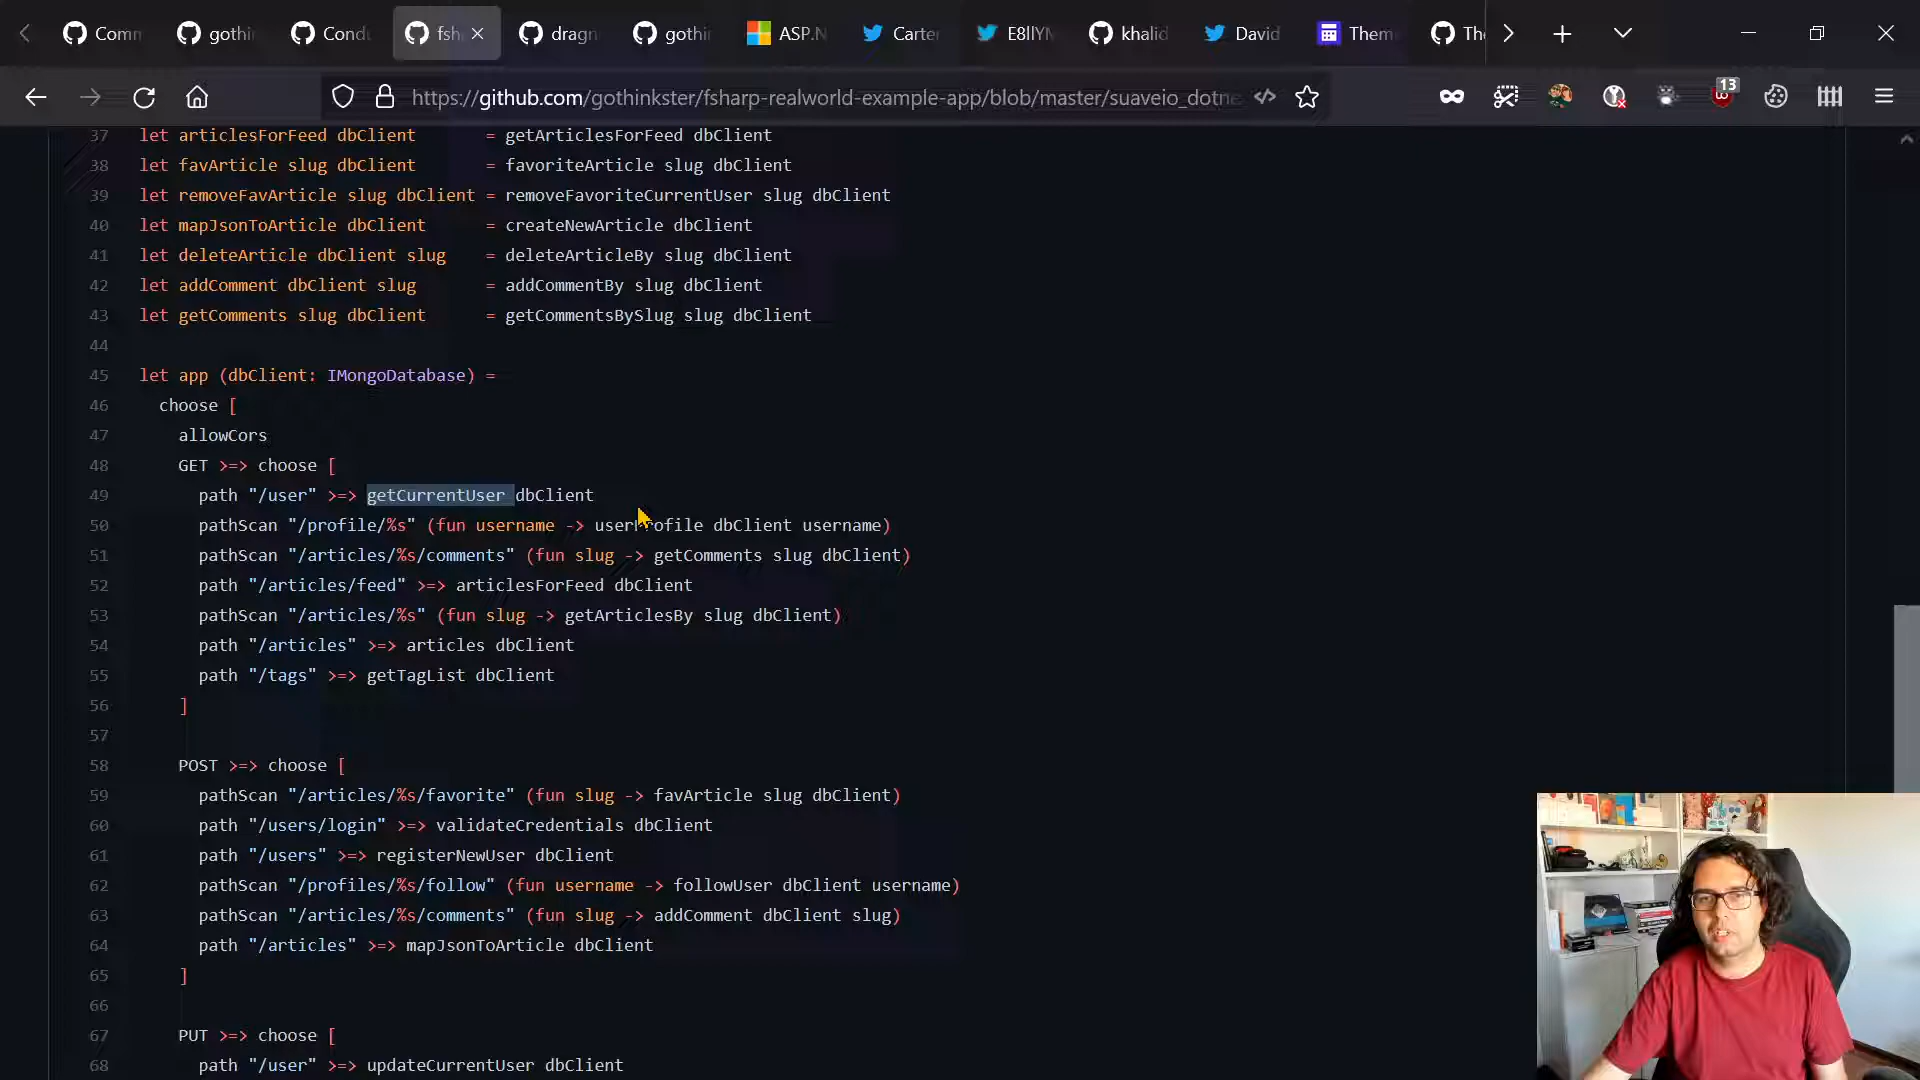 Com
gothi
Cond
fsh
dragn
gothi
ASP.N
Carter
E8llYM
khalid
David
Them
Th
https://github.com/gothinkster/fsharp-realworld-example-app/blob/master/suaveio_dotne
13
37 let articlesForFeed dbClient = getArticlesForFeed dbClient
38 let favArticle slug dbClient = favoriteArticle slug dbClient
39 let removeFavArticle slug dbClient = removeFavoriteCurrentUser slug dbClient
40 let mapJsonToArticle dbClient = createNewArticle dbClient
41 let deleteArticle dbClient slug = deleteArticleBy slug dbClient
42 let addComment dbClient slug = addCommentBy slug dbClient
43 let getComments slug dbClient = getCommentsBySlug slug dbClient
44
45 let app (dbClient: IMongoDatabase) =
46 choose [
47 allowCors
48 GET >=> choose [
49 path "/user" >=> getCurrentUser dbClient
50 pathScan "/profile/%s" (fun username -> userProfile dbClient username)
51 pathScan "/articles/%s/comments" (fun slug -> getComments slug dbClient)
52 path "/articles/feed" >=> articlesForFeed dbClient
53 pathScan "/articles/%s" (fun slug -> getArticlesBy slug dbClient)
54 path "/articles" >=> articles dbClient
55 path "/tags" >=> getTagList dbClient
56 ]
57
58 POST >=> choose [
59 pathScan "/articles/%s/favorite" (fun slug -> favArticle slug dbClient)
60 path "/users/login" >=> validateCredentials dbClient
61 path "/users" >=> registerNewUser dbClient
62 pathScan "/profiles/%s/follow" (fun username -> followUser dbClient username)
63 pathScan "/articles/%s/comments" (fun slug -> addComment dbClient slug)
64 path "/articles" >=> mapJsonToArticle dbClient
65 ]
66
67 PUT >=> choose [
68 path "/user" >=> updateCurrentUser dbClient